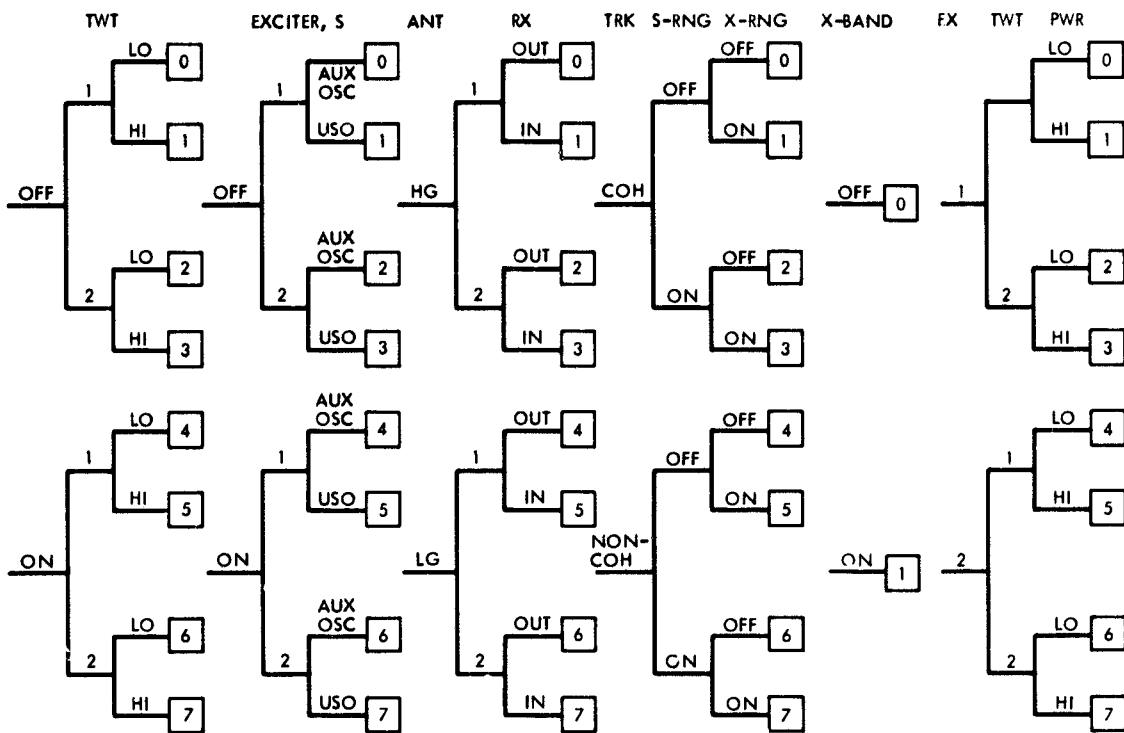 TWT EXCITER, S ANT RX TRK S-RNG X-RNG X-BAND FX TWT PWR
LO 0 AUX OSC 0 OUT 0 OFF 0 LO 0
1 1 1 OFF
HI 1 USO 1 IN 1 ON 1 HI 1
OFF OFF HG COH OFF 0 1
LO 2 AUX OSC 2 OUT 2 OFF 2 LO 2
2 2 2 ON 2
HI 3 USO 3 IN 3 ON 3 HI 3
LO 4 AUX OSC 4 OUT 4 OFF 4 LO 4
1 1 1 OFF 1
HI 5 USO 5 IN 5 ON 5 HI 5
ON ON LG NON-COH ON 1 2
LO 6 AUX OSC 6 OUT 6 OFF 6 LO 6
2 2 2 ON 2
HI 7 USO 7 IN 7 ON 7 HI 7